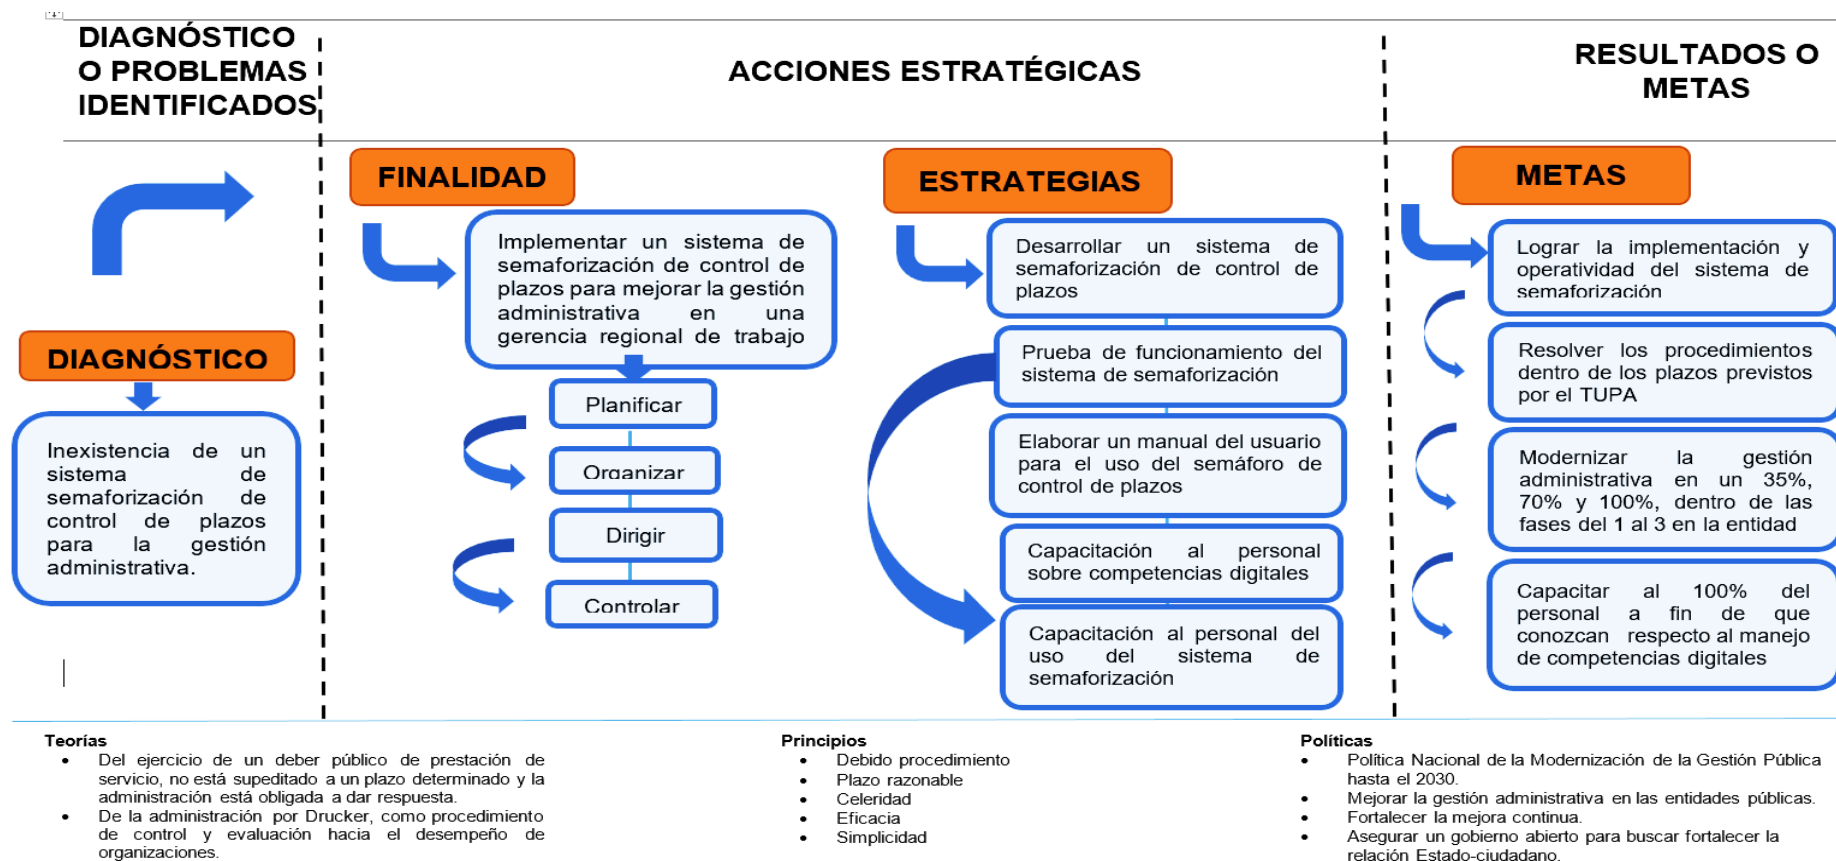 DIAGNÓSTICO
O PROBLEMAS
IDENTIFICADOS
ACCIONES ESTRATÉGICAS
RESULTADOS O
METAS
DIAGNÓSTICO
Inexistencia de un
sistema de
semaforización de
control de plazos
para la gestión
administrativa.
FINALIDAD
Implementar un sistema de
semaforización de control de
plazos para mejorar la gestión
administrativa en una
gerencia regional de trabajo
Planificar
Organizar
Dirigir
Controlar
ESTRATEGIAS
Desarrollar un sistema de
semaforización de control de
plazos
Prueba de funcionamiento del
sistema de semaforización
Elaborar un manual del usuario
para el uso del semáforo de
control de plazos
Capacitación al personal
sobre competencias digitales
Capacitación al personal del
uso del sistema de
semaforización
METAS
Lograr la implementación y
operatividad del sistema de
semaforización
Resolver los procedimientos
dentro de los plazos previstos
por el TUPA
Modernizar la gestión
administrativa en un 35%,
70% y 100%, dentro de las
fases del 1 al 3 en la entidad
Capacitar al 100% del
personal a fin de que
conozcan respecto al manejo
de competencias digitales
Teorías
• Del ejercicio de un deber público de prestación de
servicio, no está supeditado a un plazo determinado y la
administración está obligada a dar respuesta.
• De la administración por Drucker, como procedimiento
de control y evaluación hacia el desempeño de
organizaciones.
Principios
• Debido procedimiento
• Plazo razonable
• Celeridad
• Eficacia
• Simplicidad
Políticas
• Política Nacional de la Modernización de la Gestión Pública
hasta el 2030.
• Mejorar la gestión administrativa en las entidades públicas.
• Fortalecer la mejora continua.
• Asegurar un gobierno abierto para buscar fortalecer la
relación Estado-ciudadano.